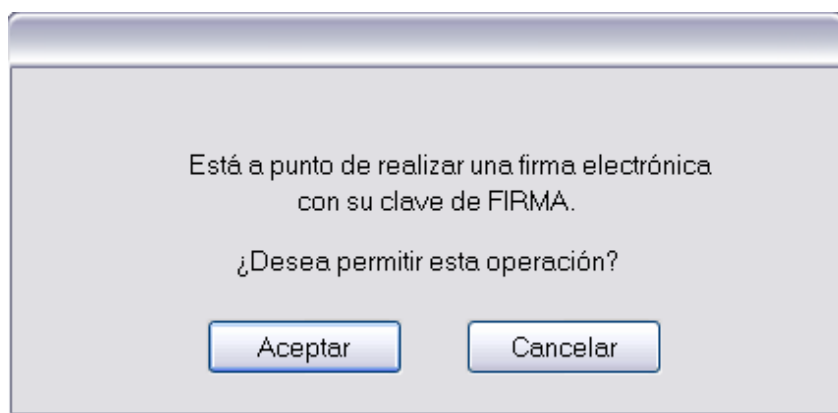 Está a punto de realizar una firma electrónica
con su clave de FIRMA.
¿Desea permitir esta operación?
Aceptar
Cancelar